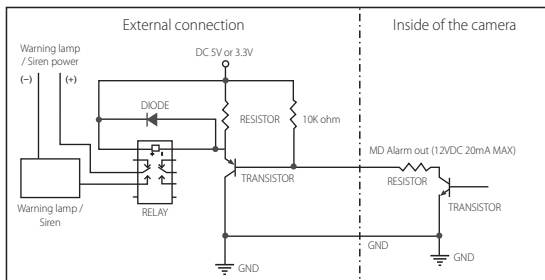 External connection
Inside of the camera
Warning lamp
/ Siren power
(−)
(+)
DC 5V or 3.3V
DIODE
RESISTOR
10K ohm
MD Alarm out (12VDC 20mA MAX)
RESISTOR
TRANSISTOR
TRANSISTOR
Warning lamp /
Siren
RELAY
GND
GND
GND